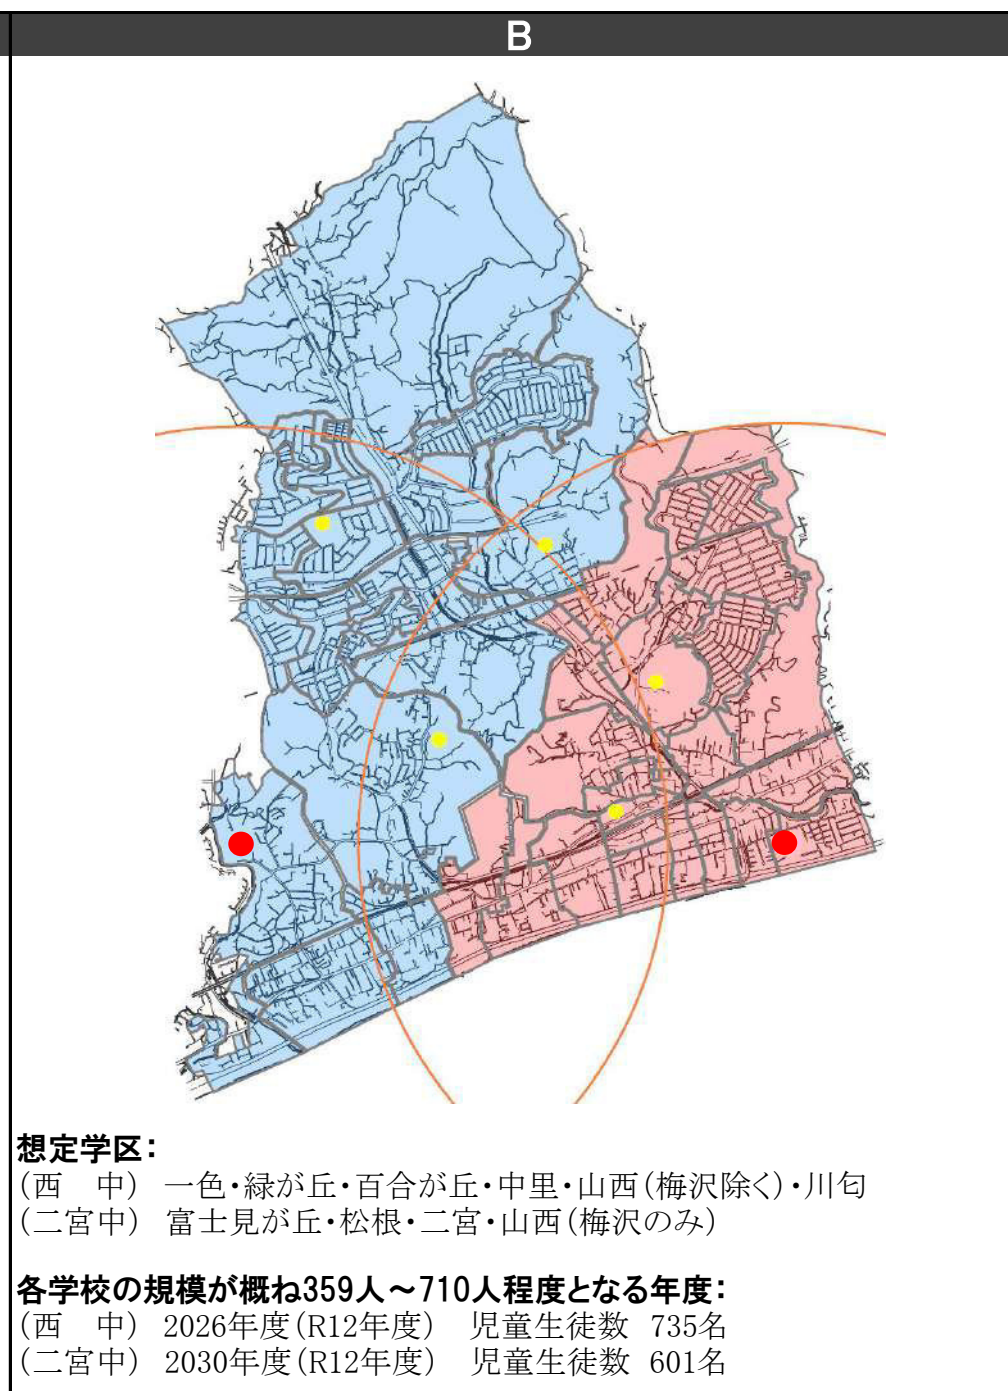 B
想定学区：
（西　中） 一色・緑が丘・百合が丘・中里・山西（梅沢除く）・川匂
（二宮中） 富士見が丘・松根・二宮・山西（梅沢のみ）
各学校の規模が概ね359人～710人程度となる年度：
（西　中） 2026年度（R12年度）　児童生徒数 735名
（二宮中） 2030年度（R12年度）　児童生徒数 601名